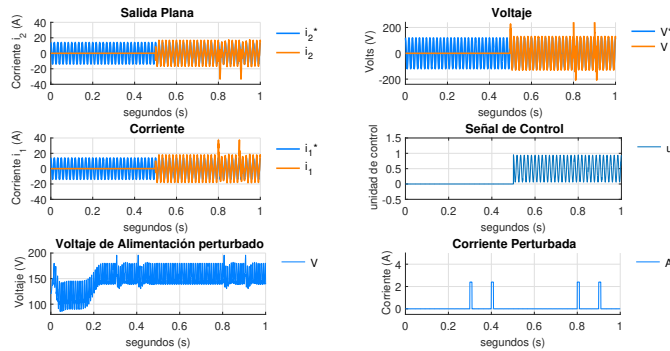 Salida Plana
Corriente i_2 (A)
40
20
0
-20
-40
0 0.2 0.4 0.6 0.8 1
segundos (s)
i_2*
i_2
Voltaje
Volts (V)
200
0
-200
0 0.2 0.4 0.6 0.8 1
segundos (s)
V*
V
Corriente
Corriente i_1 (A)
40
20
0
-20
-40
0 0.2 0.4 0.6 0.8 1
segundos (s)
i_1*
i_1
Señal de Control
unidad de control
1.5
1
0.5
0
-0.5
0 0.2 0.4 0.6 0.8 1
segundos (s)
u
Voltaje de Alimentación perturbado
Voltaje (V)
200
150
100
0 0.2 0.4 0.6 0.8 1
segundos (s)
V
Corriente Perturbada
Corriente (A)
4
2
0
0 0.2 0.4 0.6 0.8 1
segundos (s)
A